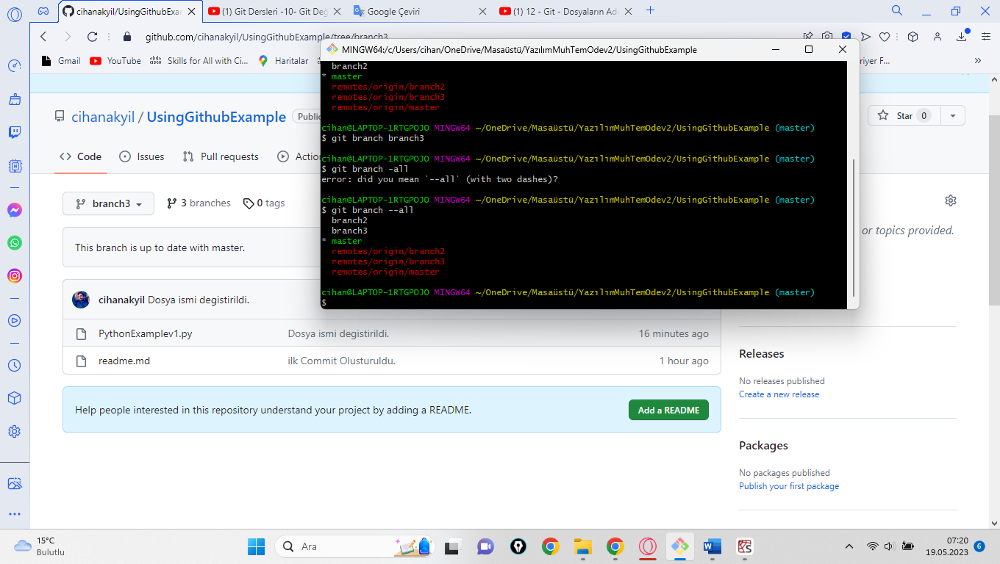 cihanakyil/UsingGithubExar
(1) Git Dersleri -10- Git Değ
Google Çeviri
(1) 12 - Git - Dosyaların Adı
github.com/cihanakyil/UsingGithubExample/tree/branch3
Gmail
YouTube
Skills for All with Ci...
Haritalar
riyer F...
MINGW64:/c/Users/cihan/OneDrive/Masaüstü/YazılımMuhTemOdev2/UsingGithubExample
branch2
* master
remotes/origin/branch2
remotes/origin/branch3
remotes/origin/master
cihan@LAPTOP-1RTGPOJO MINGW64 ~/OneDrive/Masaüstü/YazılımMuhTemOdev2/UsingGithubExample (master)
$ git branch branch3
cihan@LAPTOP-1RTGPOJO MINGW64 ~/OneDrive/Masaüstü/YazılımMuhTemOdev2/UsingGithubExample (master)
$ git branch -all
error: did you mean `--all` (with two dashes)?
cihan@LAPTOP-1RTGPOJO MINGW64 ~/OneDrive/Masaüstü/YazılımMuhTemOdev2/UsingGithubExample (master)
$ git branch --all
branch2
branch3
* master
remotes/origin/branch2
remotes/origin/branch3
remotes/origin/master
cihan@LAPTOP-1RTGPOJO MINGW64 ~/OneDrive/Masaüstü/YazılımMuhTemOdev2/UsingGithubExample (master)
$
cihanakyil / UsingGithubExample
Public
Star 0
Code
Issues
Pull requests
Actio
branch3
3 branches
0 tags
This branch is up to date with master.
cihanakyil Dosya ismi degistirildi.
PythonExamplev1.py Dosya ismi degistirildi. 16 minutes ago
readme.md ilk Commit Olusturuldu. 1 hour ago
Help people interested in this repository understand your project by adding a README.
Add a README
or topics provided.
Releases
No releases published
Create a new release
Packages
No packages published
Publish your first package
15°C
Bulutlu
Ara
07:20
19.05.2023
6